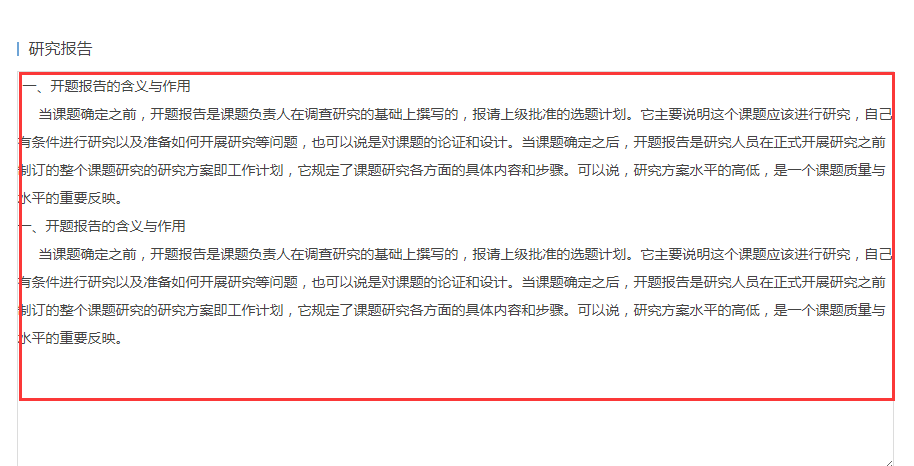 研究报告
一、开题报告的含义与作用
当课题确定之前，开题报告是课题负责人在调查研究的基础上撰写的，报请上级批准的选题计划。它主要说明这个课题应该进行研究，自己
有条件进行研究以及准备如何开展研究等问题，也可以说是对课题的论证和设计。当课题确定之后，开题报告是研究人员在正式开展研究之前
制订的整个课题研究的研究方案即工作计划，它规定了课题研究各方面的具体内容和步骤。可以说，研究方案水平的高低，是一个课题质量与
水平的重要反映。
一、开题报告的含义与作用
当课题确定之前，开题报告是课题负责人在调查研究的基础上撰写的，报请上级批准的选题计划。它主要说明这个课题应该进行研究，自己
有条件进行研究以及准备如何开展研究等问题，也可以说是对课题的论证和设计。当课题确定之后，开题报告是研究人员在正式开展研究之前
制订的整个课题研究的研究方案即工作计划，它规定了课题研究各方面的具体内容和步骤。可以说，研究方案水平的高低，是一个课题质量与
水平的重要反映。